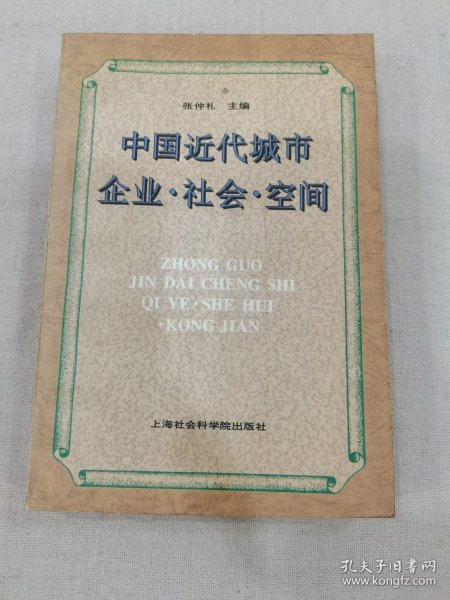 张仲礼 主编
中国近代城市
企业·社会·空间
ZHONG GUO
JIN DAI CHENG SHI
QI YE·SHE HUI
·KONG JIAN
上海社会科学院出版社
孔夫子旧书网
www.kongfz.com